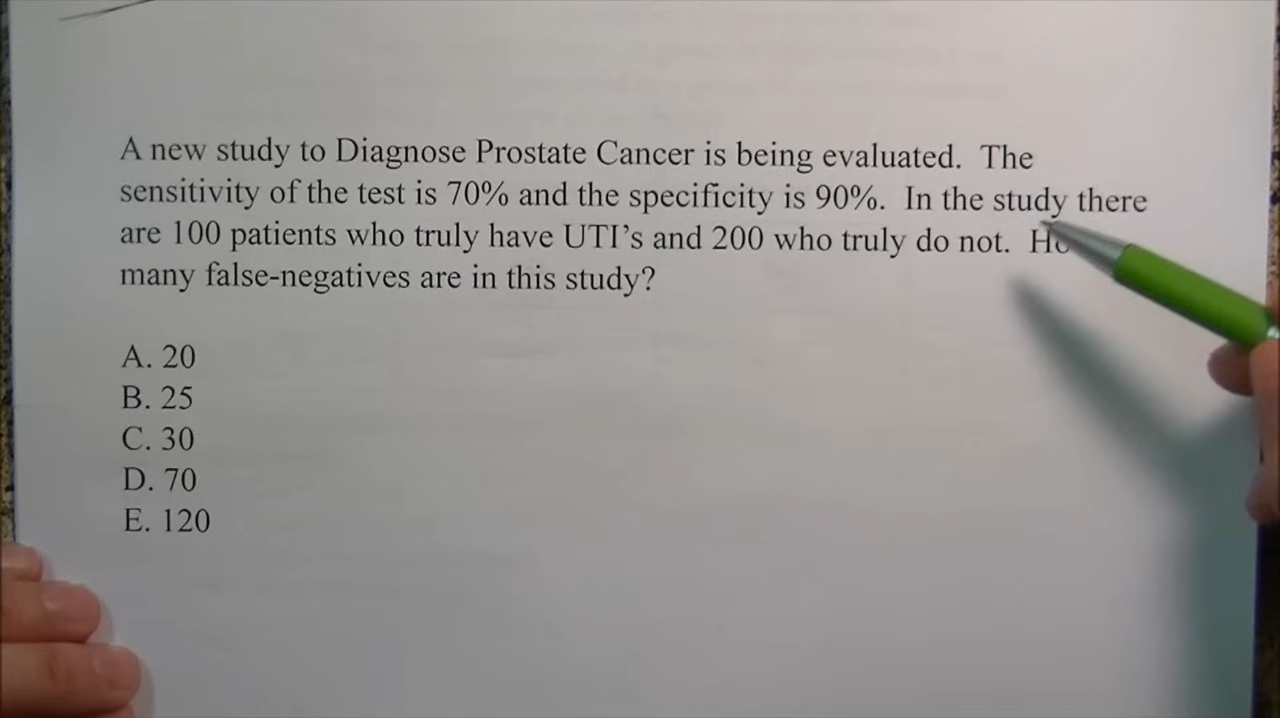 A new study to Diagnose Prostate Cancer is being evaluated. The
sensitivity of the test is 70% and the specificity is 90%. In the study there
are 100 patients who truly have UTI’s and 200 who truly do not.
many false-negatives are in this study?
A. 20
B. 25
C. 30
D. 70
E. 120